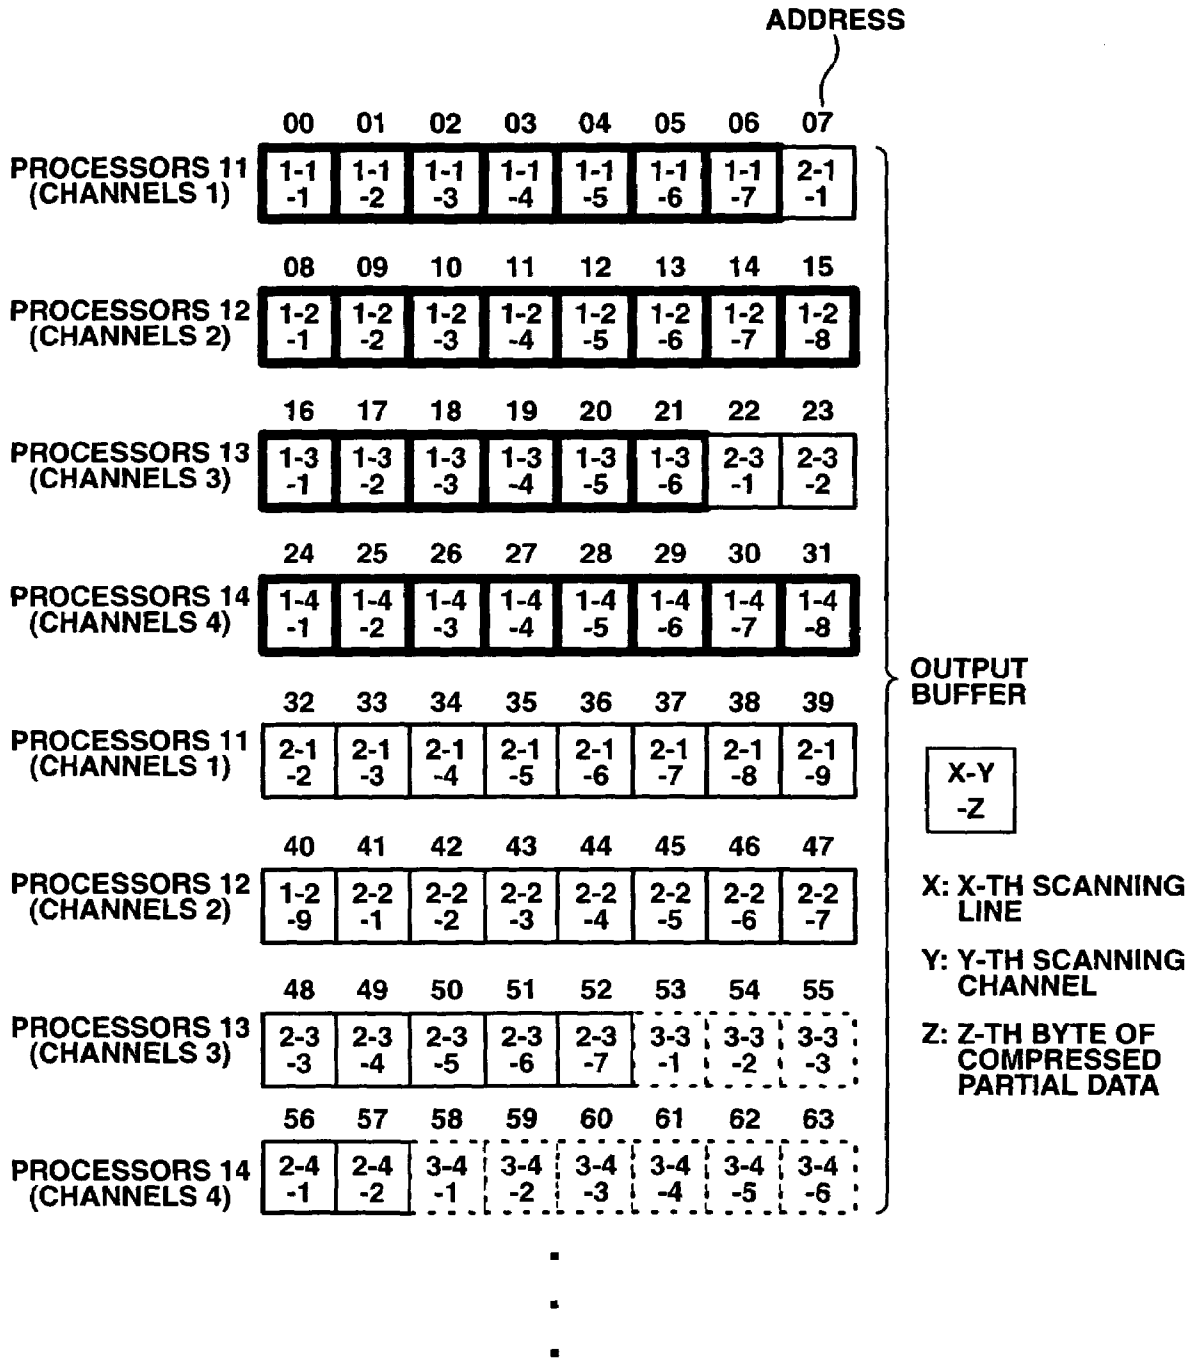 ADDRESS
00 01 02 03 04 05 06 07
PROCESSORS 11
(CHANNELS 1)
1-1 1-1 1-1 1-1 1-1 1-1 1-1 2-1
-1 -2 -3 -4 -5 -6 -7 -1
08 09 10 11 12 13 14 15
PROCESSORS 12
(CHANNELS 2)
1-2 1-2 1-2 1-2 1-2 1-2 1-2 1-2
-1 -2 -3 -4 -5 -6 -7 -8
16 17 18 19 20 21 22 23
PROCESSORS 13
(CHANNELS 3)
1-3 1-3 1-3 1-3 1-3 1-3 2-3 2-3
-1 -2 -3 -4 -5 -6 -1 -2
24 25 26 27 28 29 30 31
PROCESSORS 14
(CHANNELS 4)
1-4 1-4 1-4 1-4 1-4 1-4 1-4 1-4
-1 -2 -3 -4 -5 -6 -7 -8
32 33 34 35 36 37 38 39
PROCESSORS 11
(CHANNELS 1)
2-1 2-1 2-1 2-1 2-1 2-1 2-1 2-1
-2 -3 -4 -5 -6 -7 -8 -9
40 41 42 43 44 45 46 47
PROCESSORS 12
(CHANNELS 2)
1-2 2-2 2-2 2-2 2-2 2-2 2-2 2-2
-9 -1 -2 -3 -4 -5 -6 -7
48 49 50 51 52 53 54 55
PROCESSORS 13
(CHANNELS 3)
2-3 2-3 2-3 2-3 2-3 3-3 3-3 3-3
-3 -4 -5 -6 -7 -1 -2 -3
56 57 58 59 60 61 62 63
PROCESSORS 14
(CHANNELS 4)
2-4 2-4 3-4 3-4 3-4 3-4 3-4 3-4
-1 -2 -1 -2 -3 -4 -5 -6
OUTPUT
BUFFER
X-Y
-Z
X: X-TH SCANNING
LINE
Y: Y-TH SCANNING
CHANNEL
Z: Z-TH BYTE OF
COMPRESSED
PARTIAL DATA